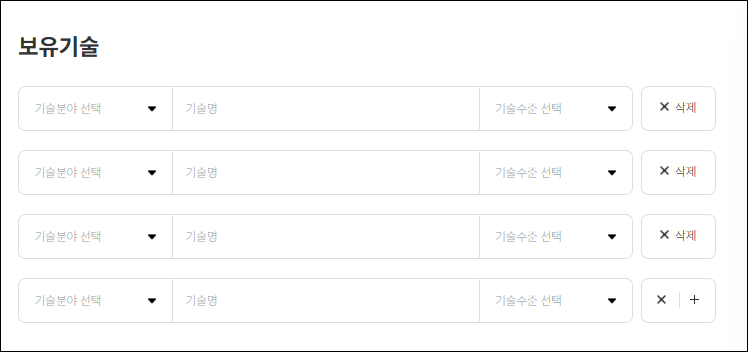 보유기술
기술분야 선택 기술명 기술수준 선택 × 삭제
기술분야 선택 기술명 기술수준 선택 × 삭제
기술분야 선택 기술명 기술수준 선택 × 삭제
기술분야 선택 기술명 기술수준 선택 × | +